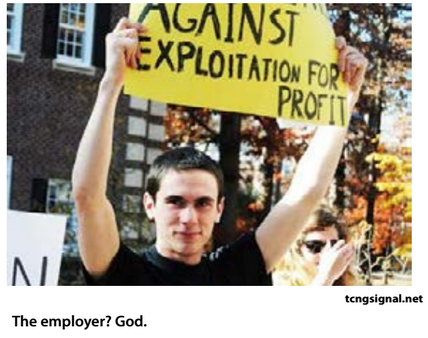 AGAINST
EXPLOITATION FOR
PROFIT
N
tcngsignal.net
The employer? God.